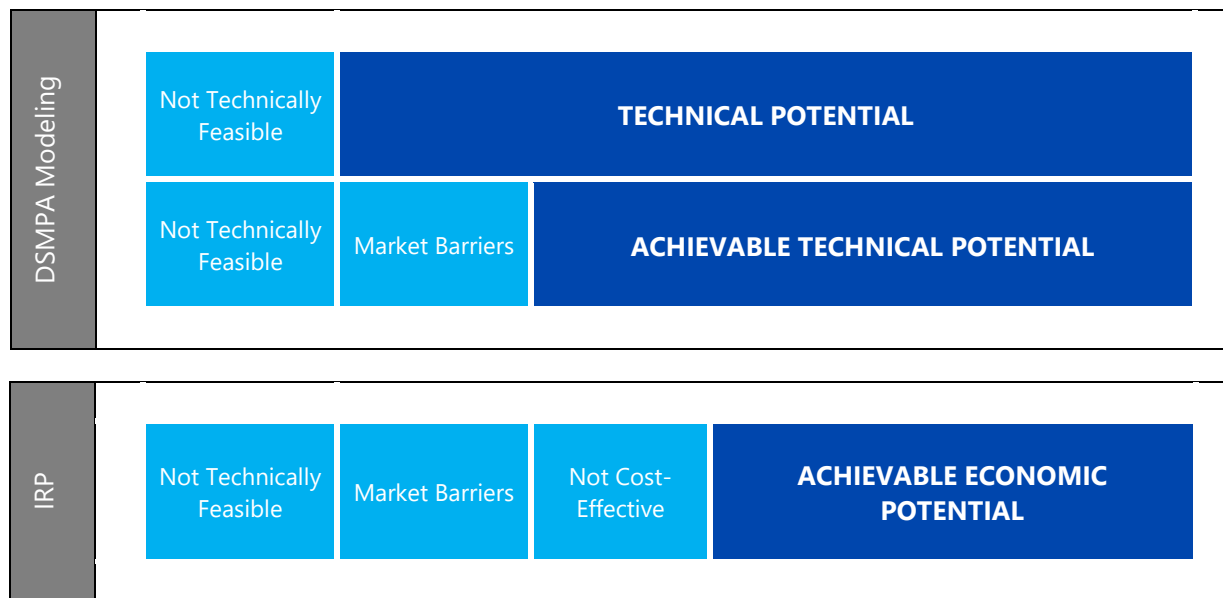 DSMPA Modeling
Not Technically
Feasible
TECHNICAL POTENTIAL
Not Technically
Feasible
Market Barriers
ACHIEVABLE TECHNICAL POTENTIAL
IRP
Not Technically
Feasible
Market Barriers
Not Cost-
Effective
ACHIEVABLE ECONOMIC
POTENTIAL